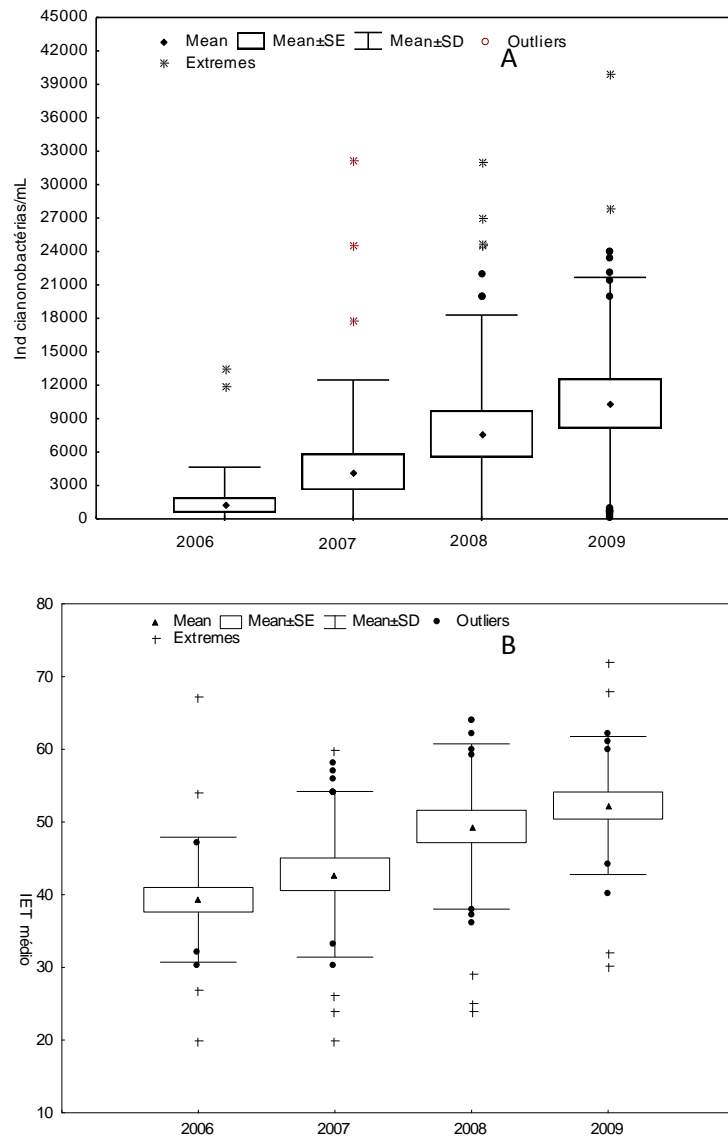 45000
42000
39000
36000
33000
30000
27000
24000
21000
18000
15000
12000
9000
6000
3000
0
Ind cianonobactérias/mL
Mean Mean±SE Mean±SD Outliers
Extremes
A
2006 2007 2008 2009
80
70
60
50
40
30
20
10
IET médio
Mean Mean±SE Mean±SD Outliers
Extremes
B
2006 2007 2008 2009